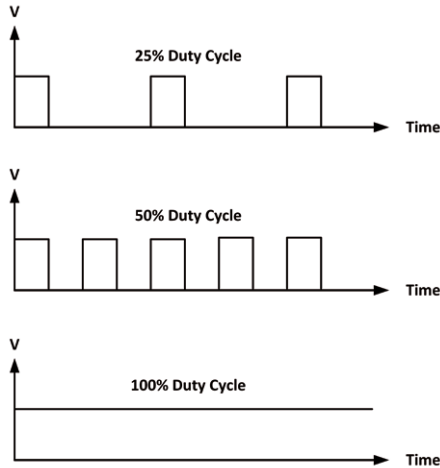 V
25% Duty Cycle
Time
V
50% Duty Cycle
Time
V
100% Duty Cycle
Time